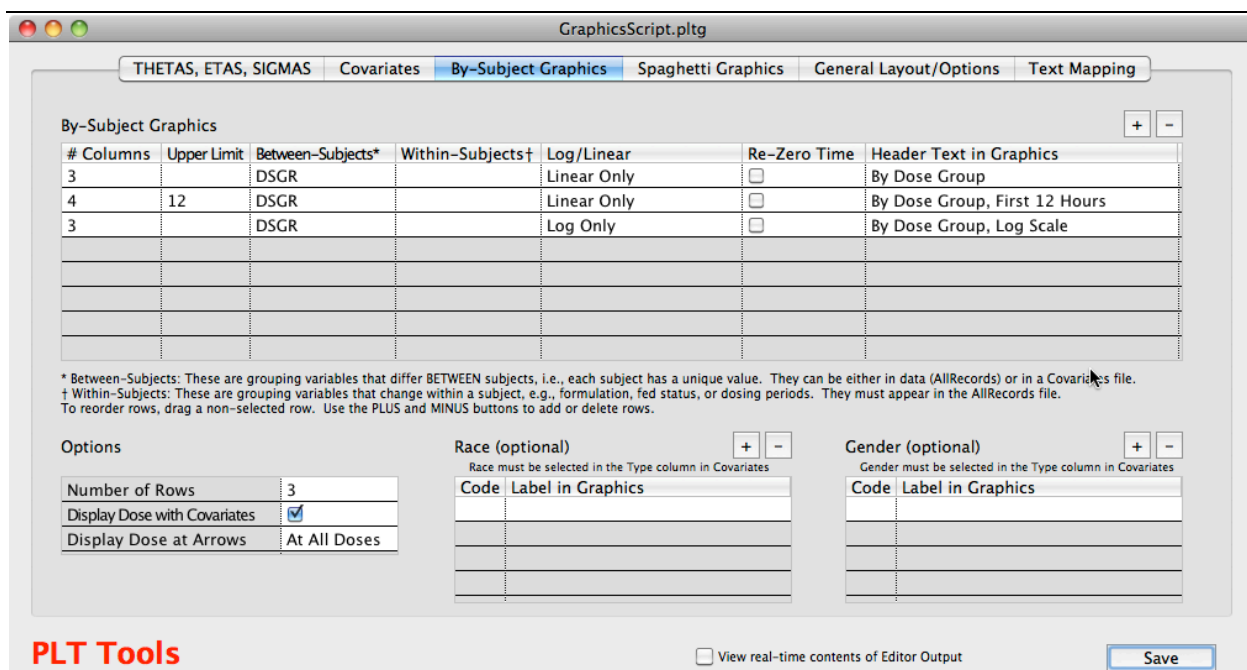 GraphicsScript.pltg
THETAS, ETAS, SIGMAS Covariates By-Subject Graphics Spaghetti Graphics General Layout/Options Text Mapping
By-Subject Graphics + -
# Columns Upper Limit Between-Subjects* Within-Subjects† Log/Linear Re-Zero Time Header Text in Graphics
3 DSGR Linear Only By Dose Group
4 12 DSGR Linear Only By Dose Group, First 12 Hours
3 DSGR Log Only By Dose Group, Log Scale
* Between-Subjects: These are grouping variables that differ BETWEEN subjects, i.e., each subject has a unique value. They can be either in data (AllRecords) or in a Covariates file.
† Within-Subjects: These are grouping variables that change within a subject, e.g., formulation, fed status, or dosing periods. They must appear in the AllRecords file.
To reorder rows, drag a non-selected row. Use the PLUS and MINUS buttons to add or delete rows.
Options
Number of Rows 3
Display Dose with Covariates
Display Dose at Arrows At All Doses
Race (optional) + -
Race must be selected in the Type column in Covariates
Code Label in Graphics
Gender (optional) + -
Gender must be selected in the Type column in Covariates
Code Label in Graphics
PLT Tools
View real-time contents of Editor Output
Save